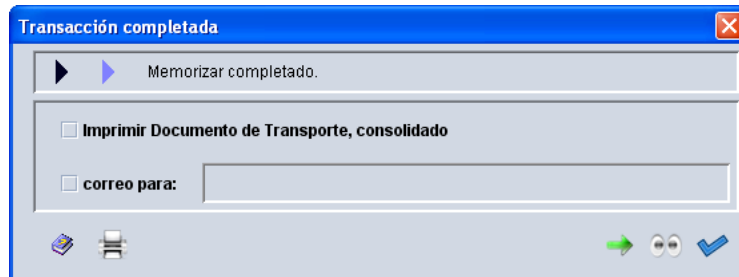 Transacción completada
Memorizar completado.
Imprimir Documento de Transporte, consolidado
correo para: